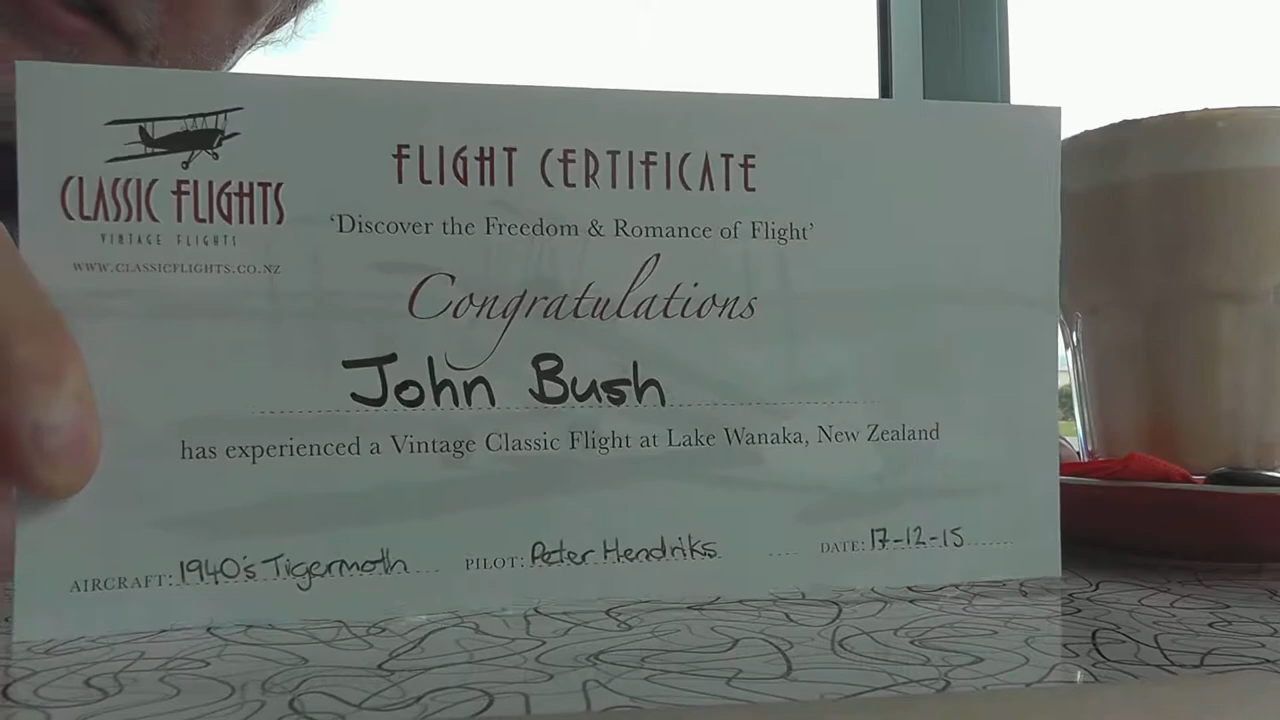 CLASSIC FLIGHTS
VINTAGE FLIGHTS
WWW.CLASSICFLIGHTS.CO.NZ
FLIGHT CERTIFICATE
‘Discover the Freedom & Romance of Flight’
Congratulations
John Bush
has experienced a Vintage Classic Flight at Lake Wanaka, New Zealand
AIRCRAFT: 1940's Tigermoth PILOT: Peter Hendriks DATE: 17-12-15